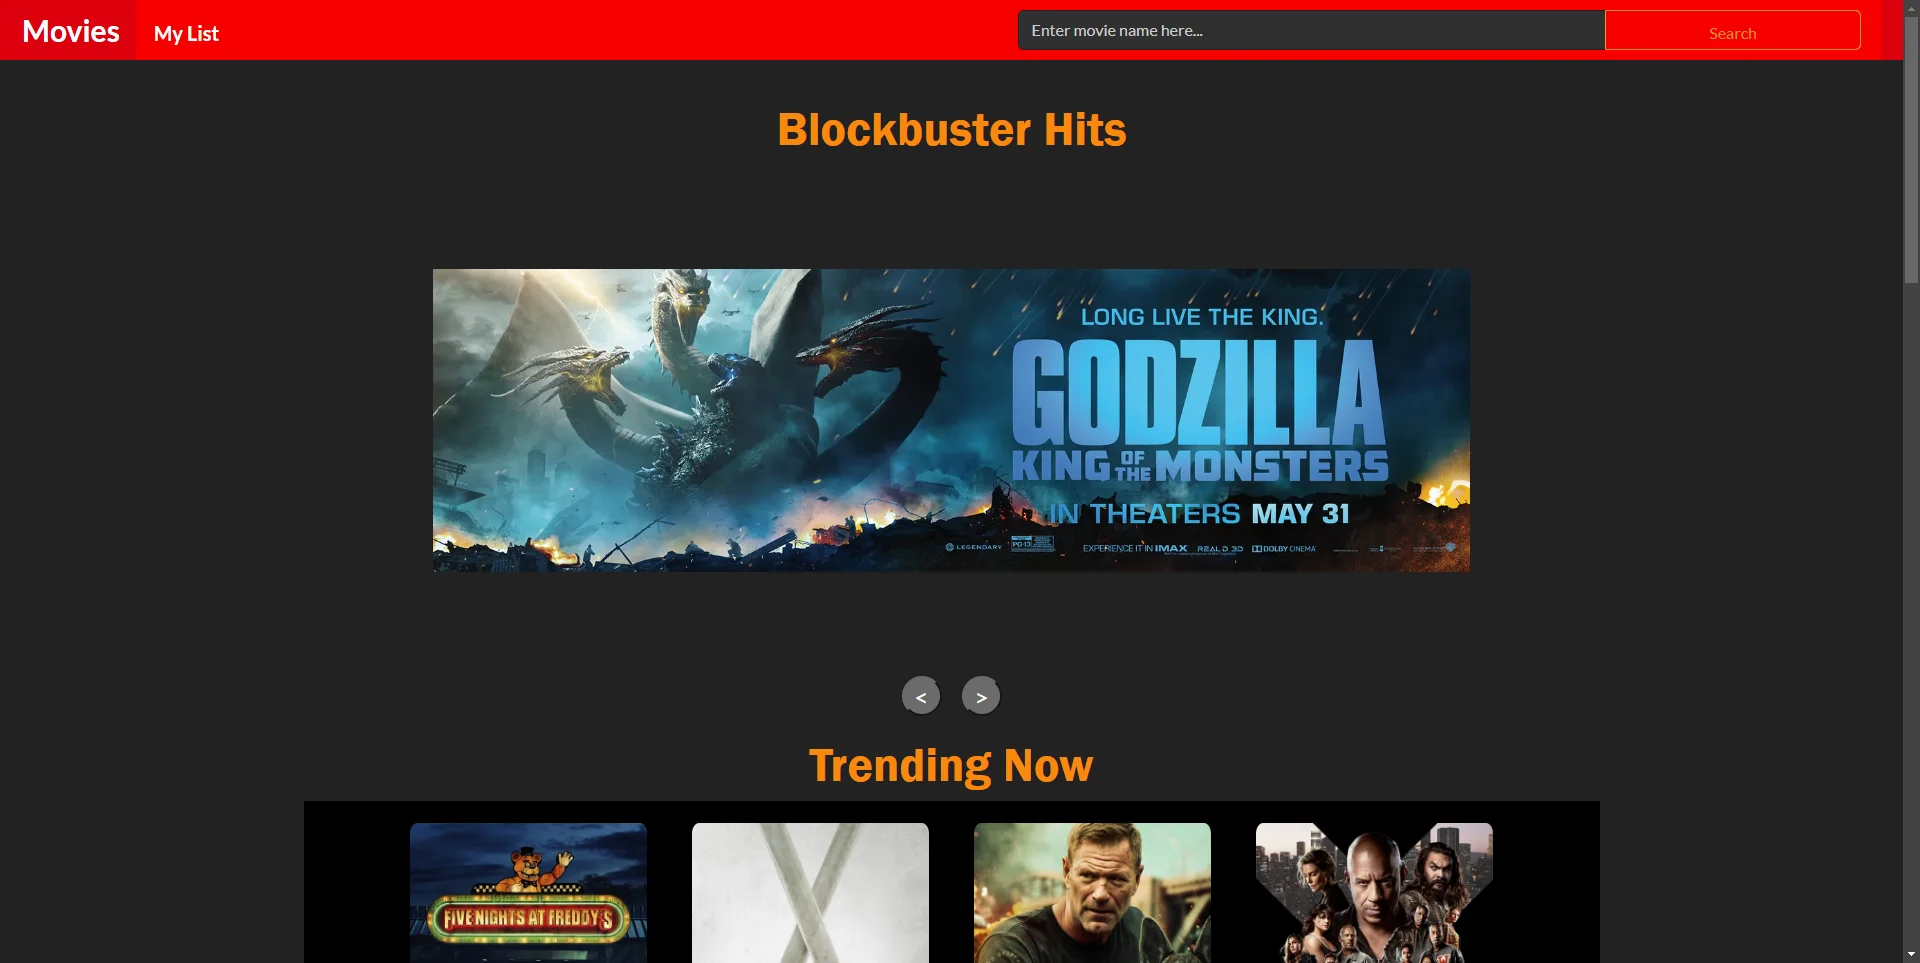 Movies
My List
Enter movie name here...
Search
Blockbuster Hits
LONG LIVE THE KING.
GODZILLA
KING OF THE MONSTERS
IN THEATERS MAY 31
LEGENDARY
PG-13
EXPERIENCE IT IN IMAX REAL D 3D DOLBY CINEMA
<
>
Trending Now
FIVE NIGHTS AT FREDDY'S